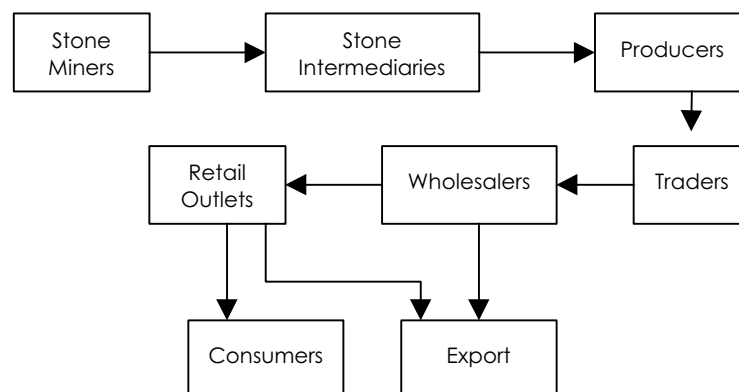 Stone
Miners
Stone
Intermediaries
Producers
Retail
Outlets
Wholesalers
Traders
Consumers
Export